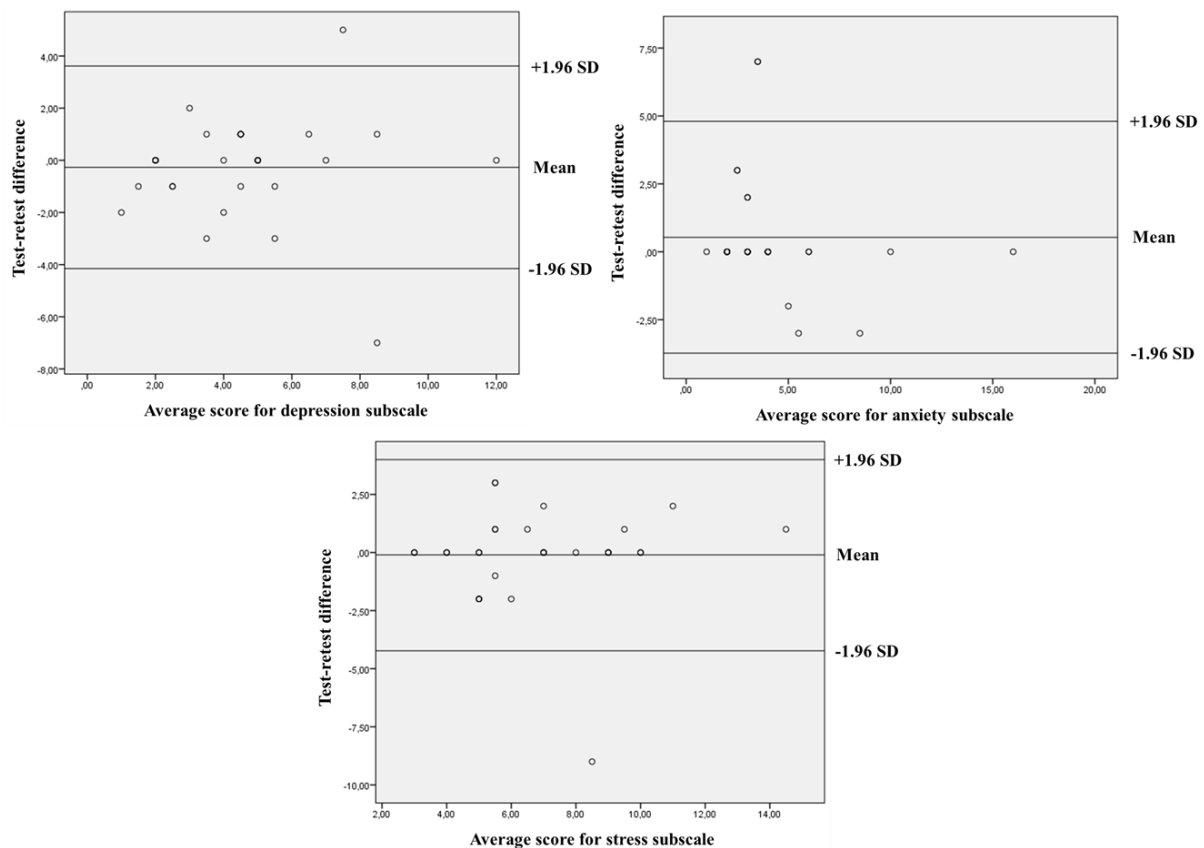 4,00
2,00
,00
-2,00
-4,00
-6,00
-8,00
Test-retest difference
+1.96 SD
Mean
-1.96 SD
,00 2,00 4,00 6,00 8,00 10,00 12,00
Average score for depression subscale
7,50
5,00
2,50
,00
-2,50
Test-retest difference
+1.96 SD
Mean
-1.96 SD
,00 5,00 10,00 15,00 20,00
Average score for anxiety subscale
2,50
,00
-2,50
-5,00
-7,50
-10,00
Test-retest difference
+1.96 SD
Mean
-1.96 SD
2,00 4,00 6,00 8,00 10,00 12,00 14,00
Average score for stress subscale